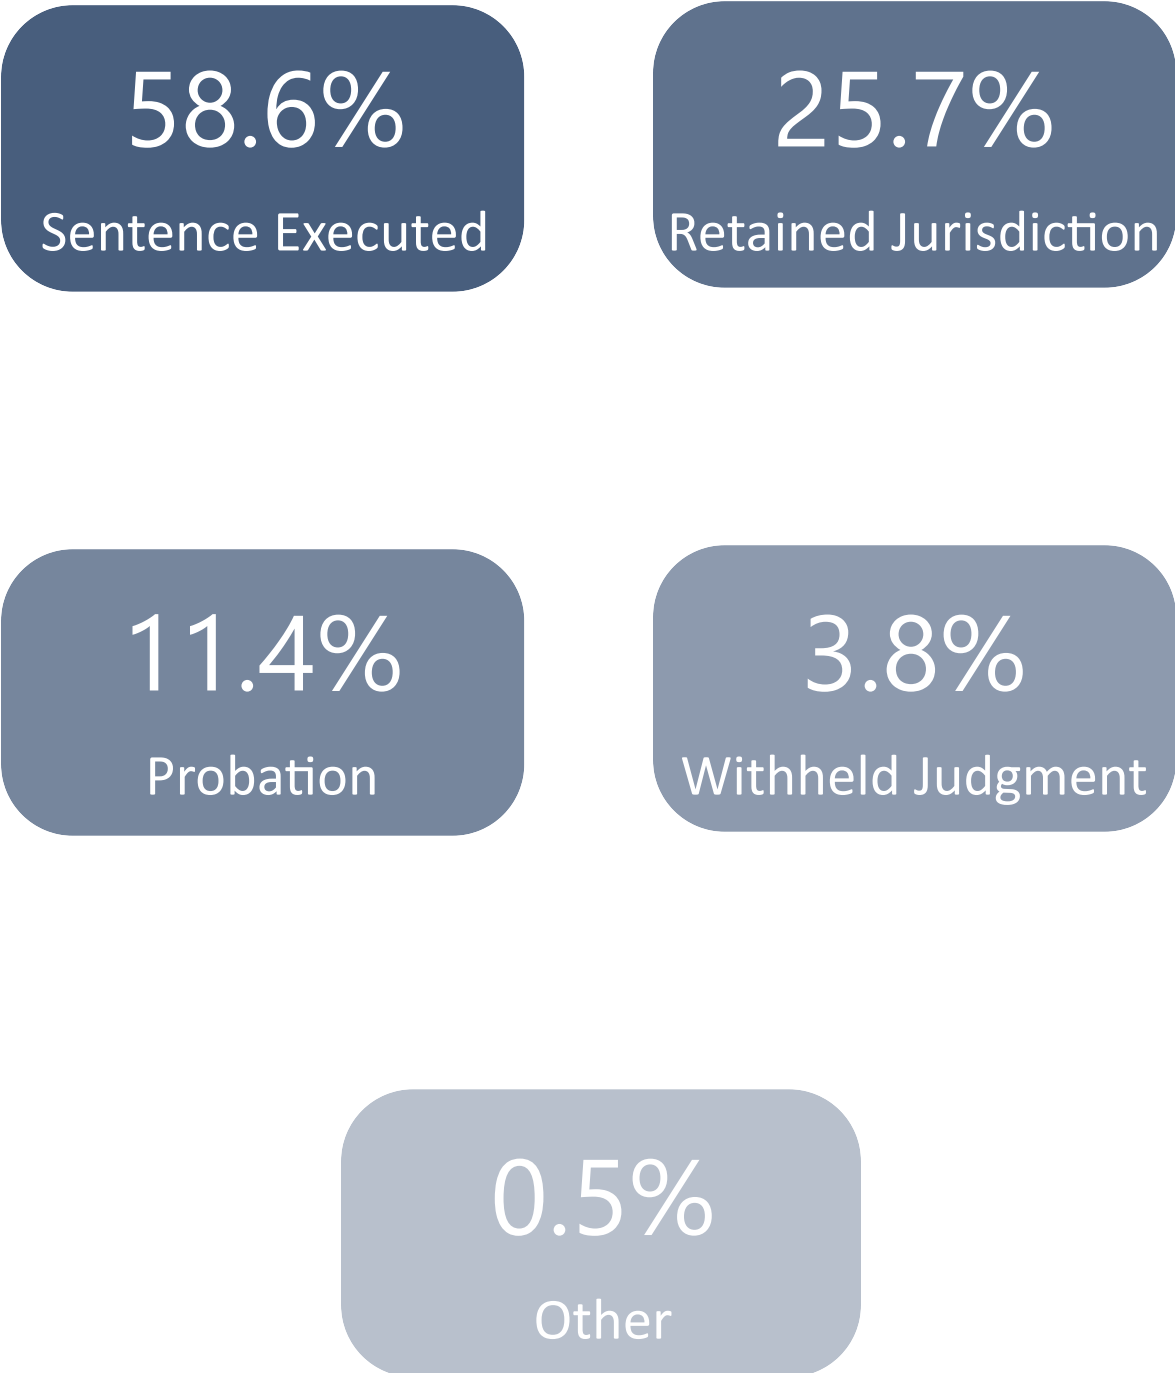 58.6%
Sentence Executed
25.7%
Retained Jurisdiction
11.4%
Probation
3.8%
Withheld Judgment
0.5%
Other